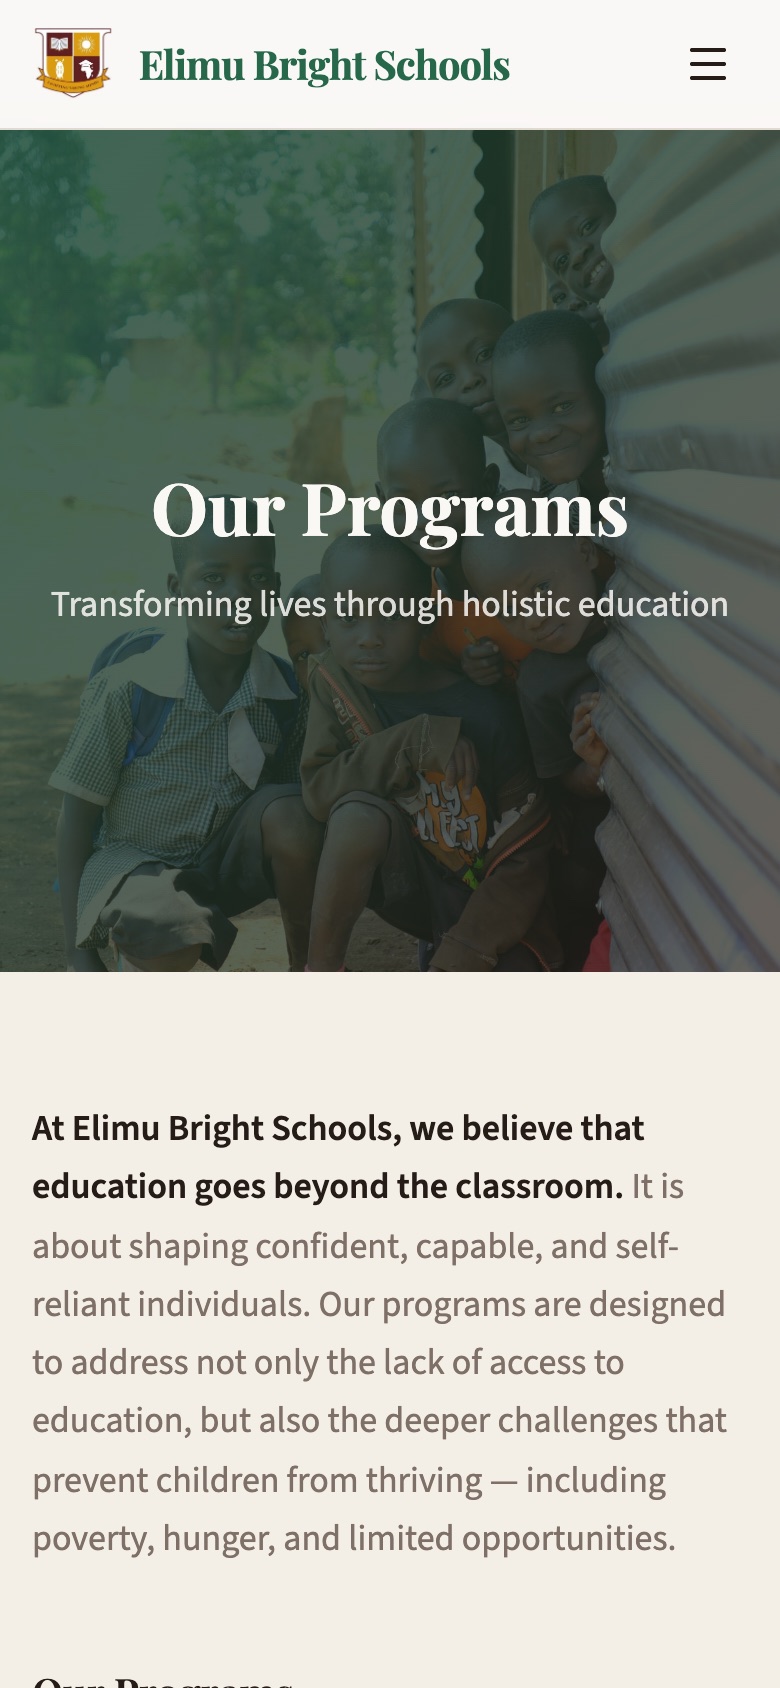 Elimu Bright Schools
Our Programs
Transforming lives through holistic education
At Elimu Bright Schools, we believe that
education goes beyond the classroom. It is
about shaping confident, capable, and self-
reliant individuals. Our programs are designed
to address not only the lack of access to
education, but also the deeper challenges that
prevent children from thriving — including
poverty, hunger, and limited opportunities.
Our Programs